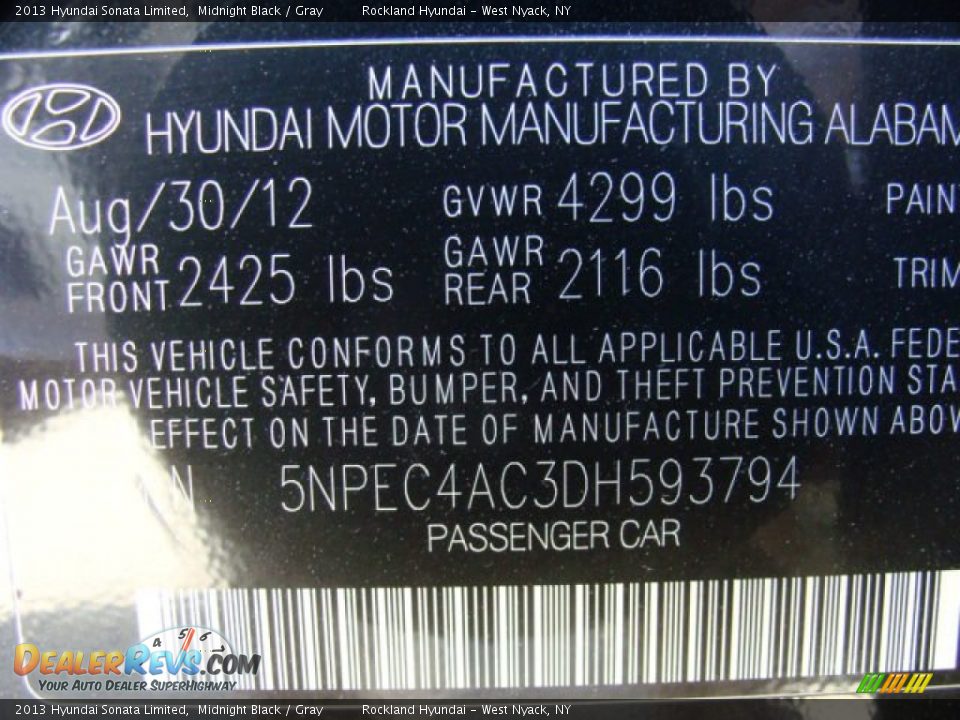 2013 Hyundai Sonata Limited, Midnight Black / Gray Rockland Hyundai - West Nyack, NY
MANUFACTURED BY
HYUNDAI MOTOR MANUFACTURING ALABAM
Aug/30/12 GVWR 4299 lbs PAINT
GAWR FRONT 2425 lbs GAWR REAR 2116 lbs TRIM
THIS VEHICLE CONFORMS TO ALL APPLICABLE U.S.A. FEDE
MOTOR VEHICLE SAFETY, BUMPER, AND THEFT PREVENTION STA
EFFECT ON THE DATE OF MANUFACTURE SHOWN ABOV
N 5NPEC4AC3DH593794
PASSENGER CAR
4 5 6
DEALERREVS.COM
YOUR AUTO DEALER SUPERHIGHWAY
2013 Hyundai Sonata Limited, Midnight Black / Gray Rockland Hyundai - West Nyack, NY